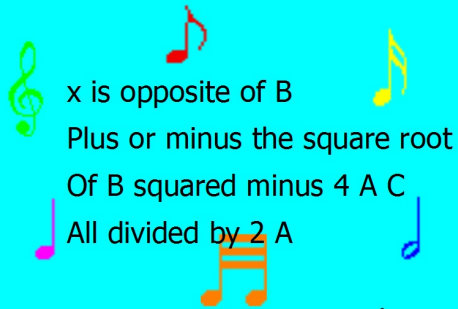 x is opposite of B
Plus or minus the square root
Of B squared minus 4 A C
All divided by 2 A